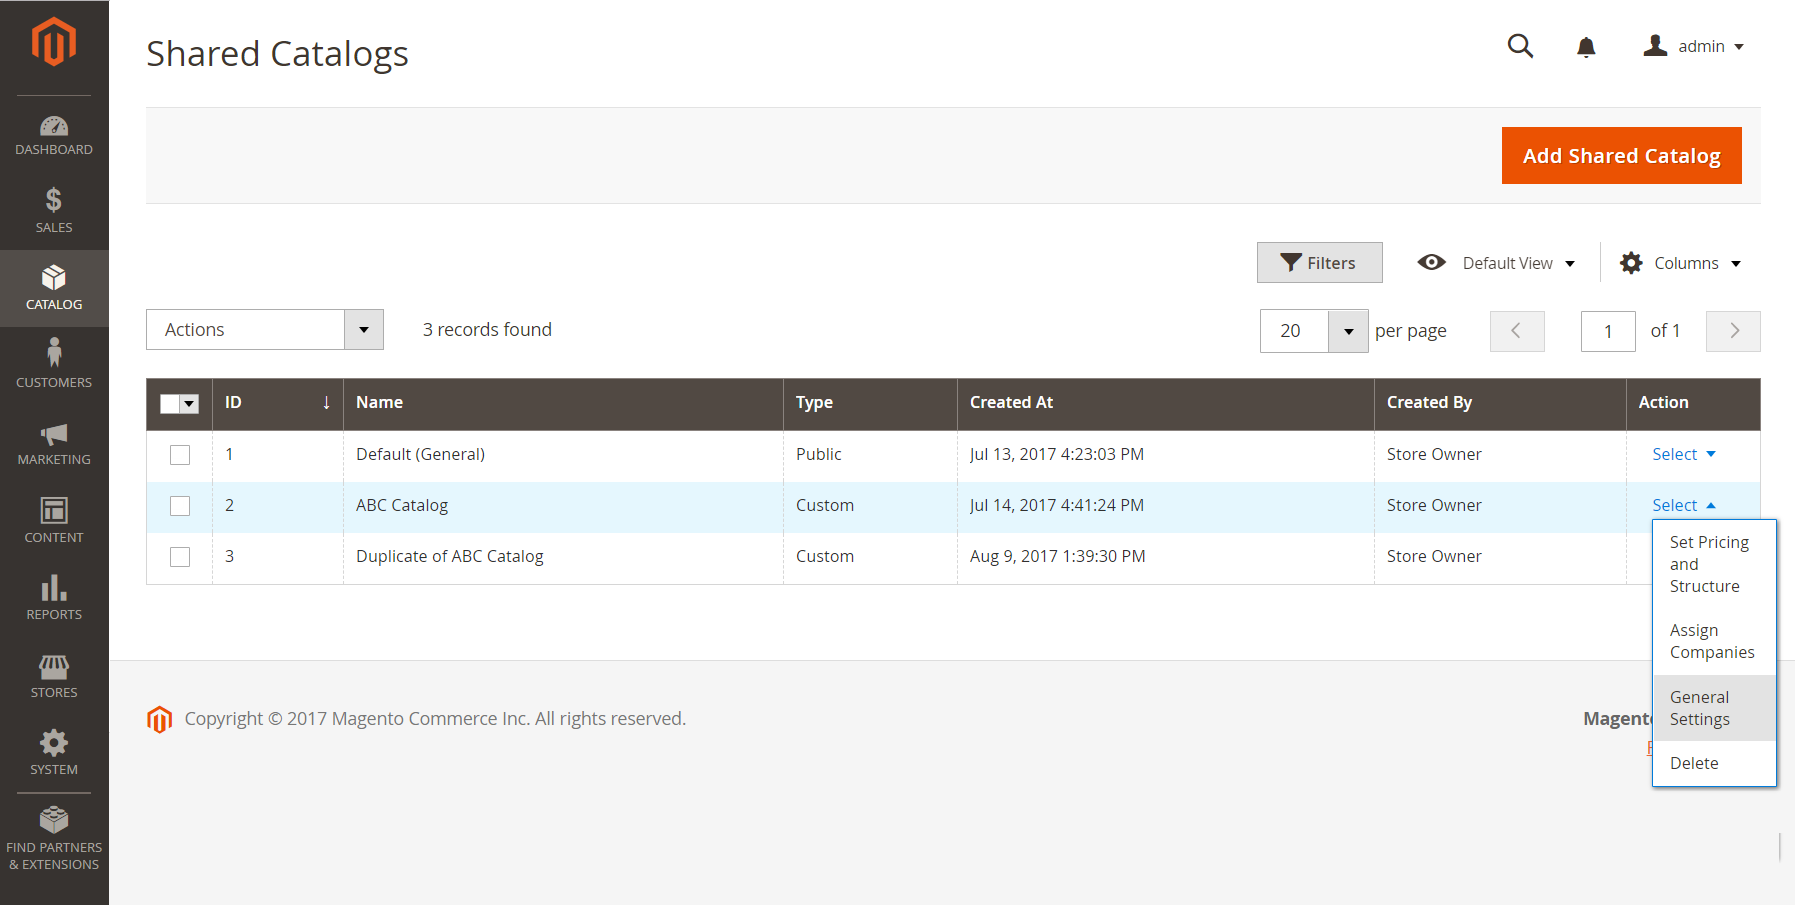 Shared Catalogs
admin
DASHBOARD
SALES
CATALOG
CUSTOMERS
MARKETING
CONTENT
REPORTS
STORES
SYSTEM
FIND PARTNERS
& EXTENSIONS
Add Shared Catalog
Filters Default View Columns
Actions 3 records found 20 per page 1 of 1
ID ↓ Name Type Created At Created By Action
1 Default (General) Public Jul 13, 2017 4:23:03 PM Store Owner Select
2 ABC Catalog Custom Jul 14, 2017 4:41:24 PM Store Owner Select
3 Duplicate of ABC Catalog Custom Aug 9, 2017 1:39:30 PM Store Owner
Set Pricing
and
Structure
Assign
Companies
General
Settings
Delete
Copyright © 2017 Magento Commerce Inc. All rights reserved.